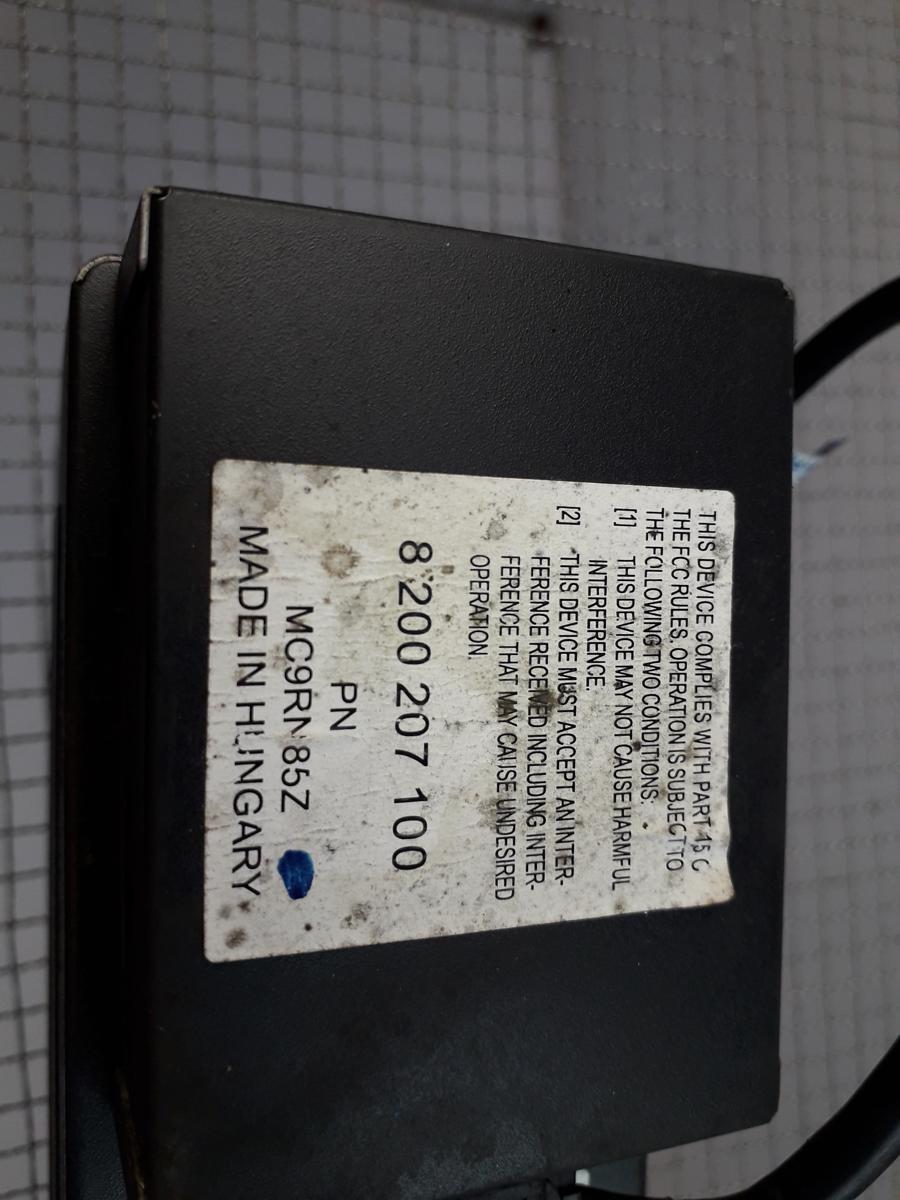 THIS DEVICE COMPLIES WITH PART 15 O
THE FCC RULES. OPERATION IS SUBJECT TO
THE FOLLOWING TWO CONDITIONS:
[1] THIS DEVICE MAY NOT CAUSE HARMFUL
INTERFERENCE.
[2] THIS DEVICE MUST ACCEPT AN INTER-
FERENCE RECEIVED INCLUDING INTER-
FERENCE THAT MAY CAUSE UNDESIRED
OPERATION.
8 200 207 100
PN
MC9RN85Z
MADE IN HUNGARY